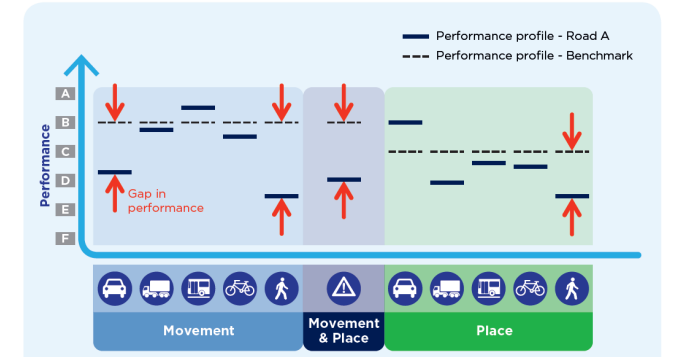 Performance profile - Road A
Performance profile - Benchmark
Performance
A
B
C
D
E
F
Gap in
performance
Movement
Movement
& Place
Place